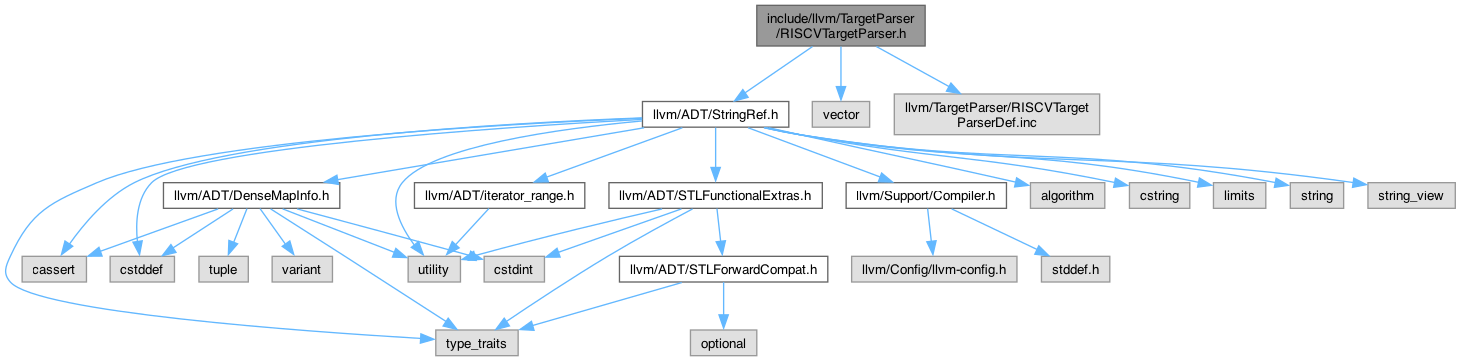 include/llvm/TargetParser
/RISCVTargetParser.h
llvm/ADT/StringRef.h
vector
llvm/TargetParser/RISCVTarget
ParserDef.inc
llvm/ADT/DenseMapInfo.h
llvm/ADT/iterator_range.h
llvm/ADT/STLFunctionalExtras.h
llvm/Support/Compiler.h
algorithm
cstring
limits
string
string_view
cassert
cstddef
tuple
variant
utility
cstdint
llvm/ADT/STLForwardCompat.h
llvm/Config/llvm-config.h
stddef.h
type_traits
optional